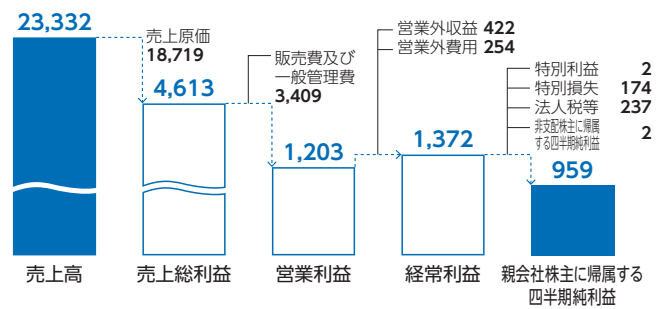 23,332
売上原価
18,719
4,613
販売費及び
一般管理費
3,409
1,203
営業外収益 422
営業外費用 254
1,372
特別利益 2
特別損失 174
法人税等 237
非支配株主に帰属
する四半期純利益 2
959
売上高
売上総利益
営業利益
経常利益
親会社株主に帰属する
四半期純利益